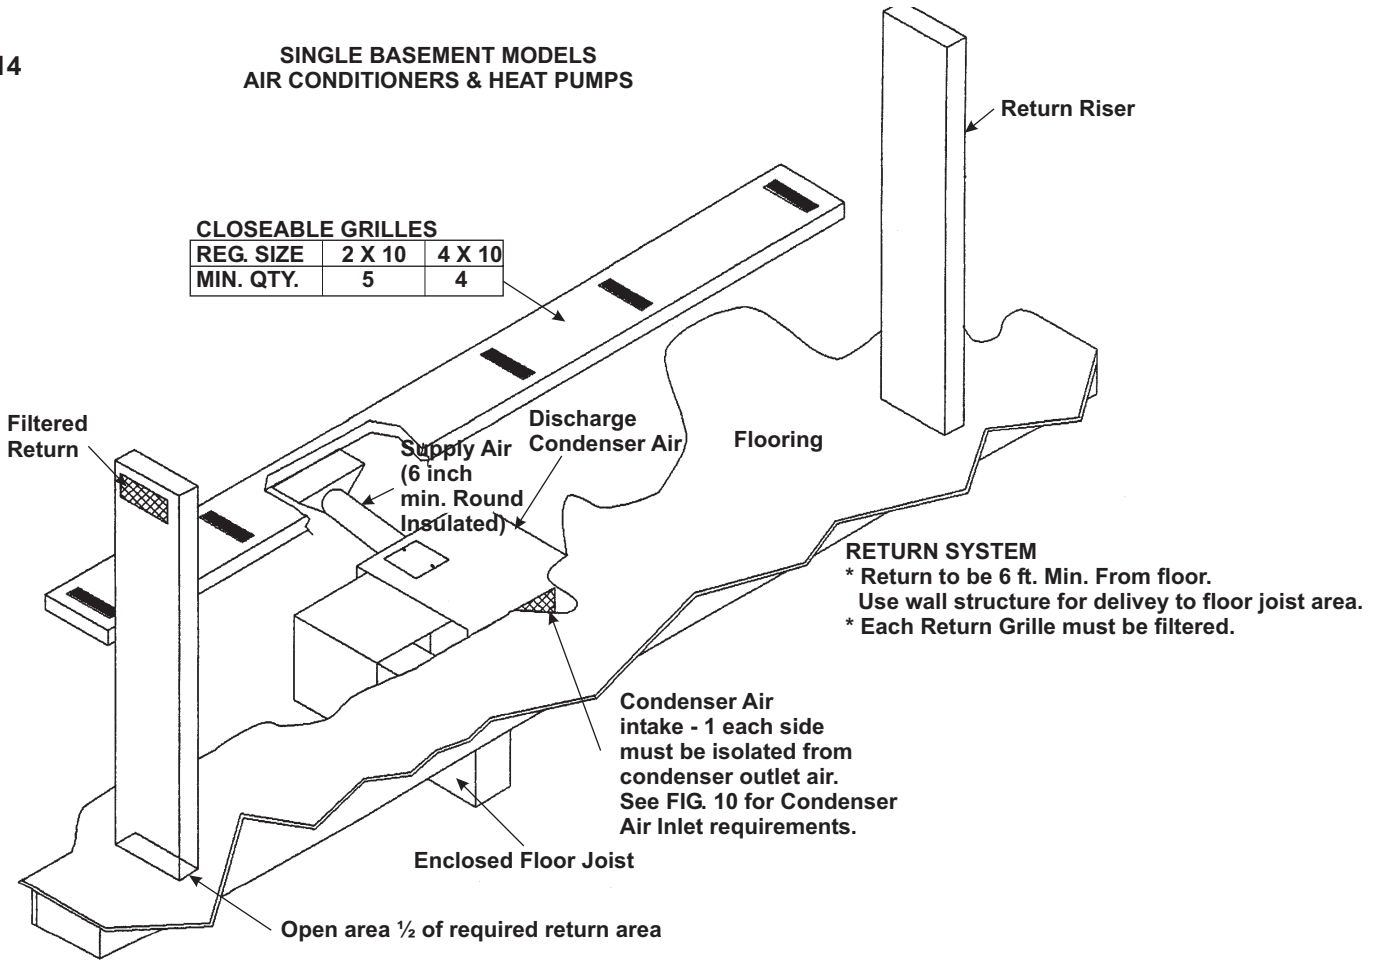 14
SINGLE BASEMENT MODELS
AIR CONDITIONERS & HEAT PUMPS
Return Riser
CLOSEABLE GRILLES
REG. SIZE 2 X 10 4 X 10
MIN. QTY. 5 4
Filtered
Return
Supply Air
(6 inch
min. Round
Insulated)
Discharge
Condenser Air
Flooring
RETURN SYSTEM
* Return to be 6 ft. Min. From floor.
Use wall structure for delivey to floor joist area.
* Each Return Grille must be filtered.
Condenser Air
intake - 1 each side
must be isolated from
condenser outlet air.
See FIG. 10 for Condenser
Air Inlet requirements.
Enclosed Floor Joist
Open area ½ of required return area